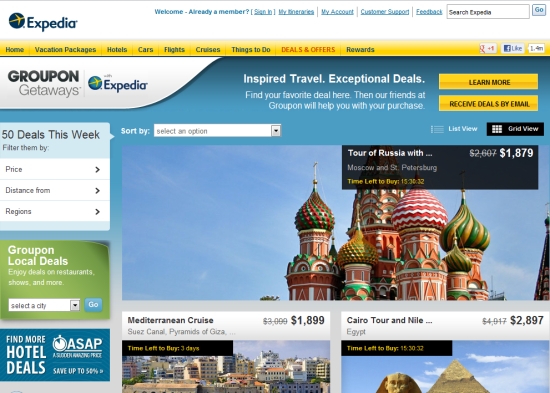 Expedia
Welcome - Already a member? [ Sign In ] My Itineraries My Account Customer Support Feedback Search Expedia Go
Home Vacation Packages Hotels Cars Flights Cruises Things to Do DEALS & OFFERS Rewards +1 Like 1.4m
GROUPON
Getaways with Expedia
Inspired Travel. Exceptional Deals.
Find your favorite deal here. Then our friends at
Groupon will help you with your purchase.
LEARN MORE
RECEIVE DEALS BY EMAIL
50 Deals This Week
Filter them by:
Price
Distance from
Regions
Sort by: select an option List View Grid View
Tour of Russia with ... $2,607 $1,879
Moscow and St. Petersburg
Time Left to Buy: 15:30:32
Groupon
Local Deals
Enjoy deals on restaurants,
shows, and more.
select a city Go
FIND MORE
HOTEL
DEALS
ASAP
A SUDDEN AMAZING PRICE
SAVE UP TO 50% »
Mediterranean Cruise $3,090 $1,899
Suez Canal, Pyramids of Giza, ...
Time Left to Buy: 3 days
Cairo Tour and Nile ... $4,917 $2,897
Egypt
Time Left to Buy: 15:30:32